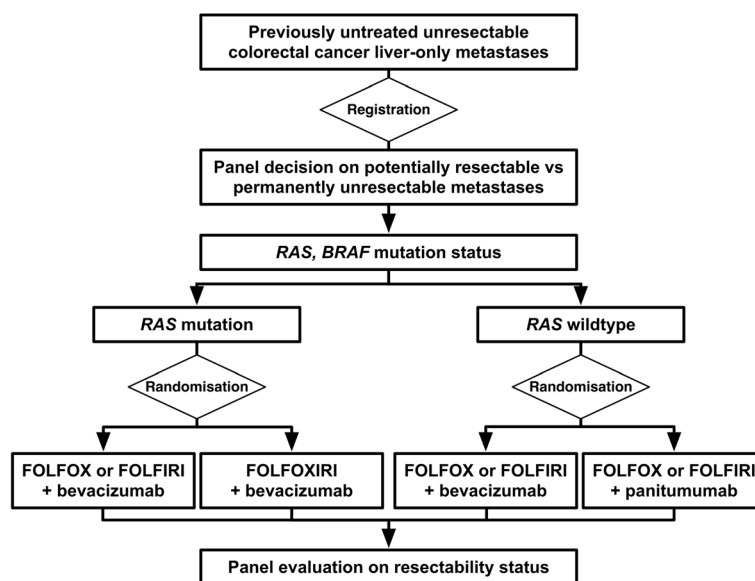 Previously untreated unresectable
colorectal cancer liver-only metastases
Registration
Panel decision on potentially resectable vs
permanently unresectable metastases
RAS, BRAF mutation status
RAS mutation
RAS wildtype
Randomisation
Randomisation
FOLFOX or FOLFIRI
+ bevacizumab
FOLFOXIRI
+ bevacizumab
FOLFOX or FOLFIRI
+ bevacizumab
FOLFOX or FOLFIRI
+ panitumumab
Panel evaluation on resectability status